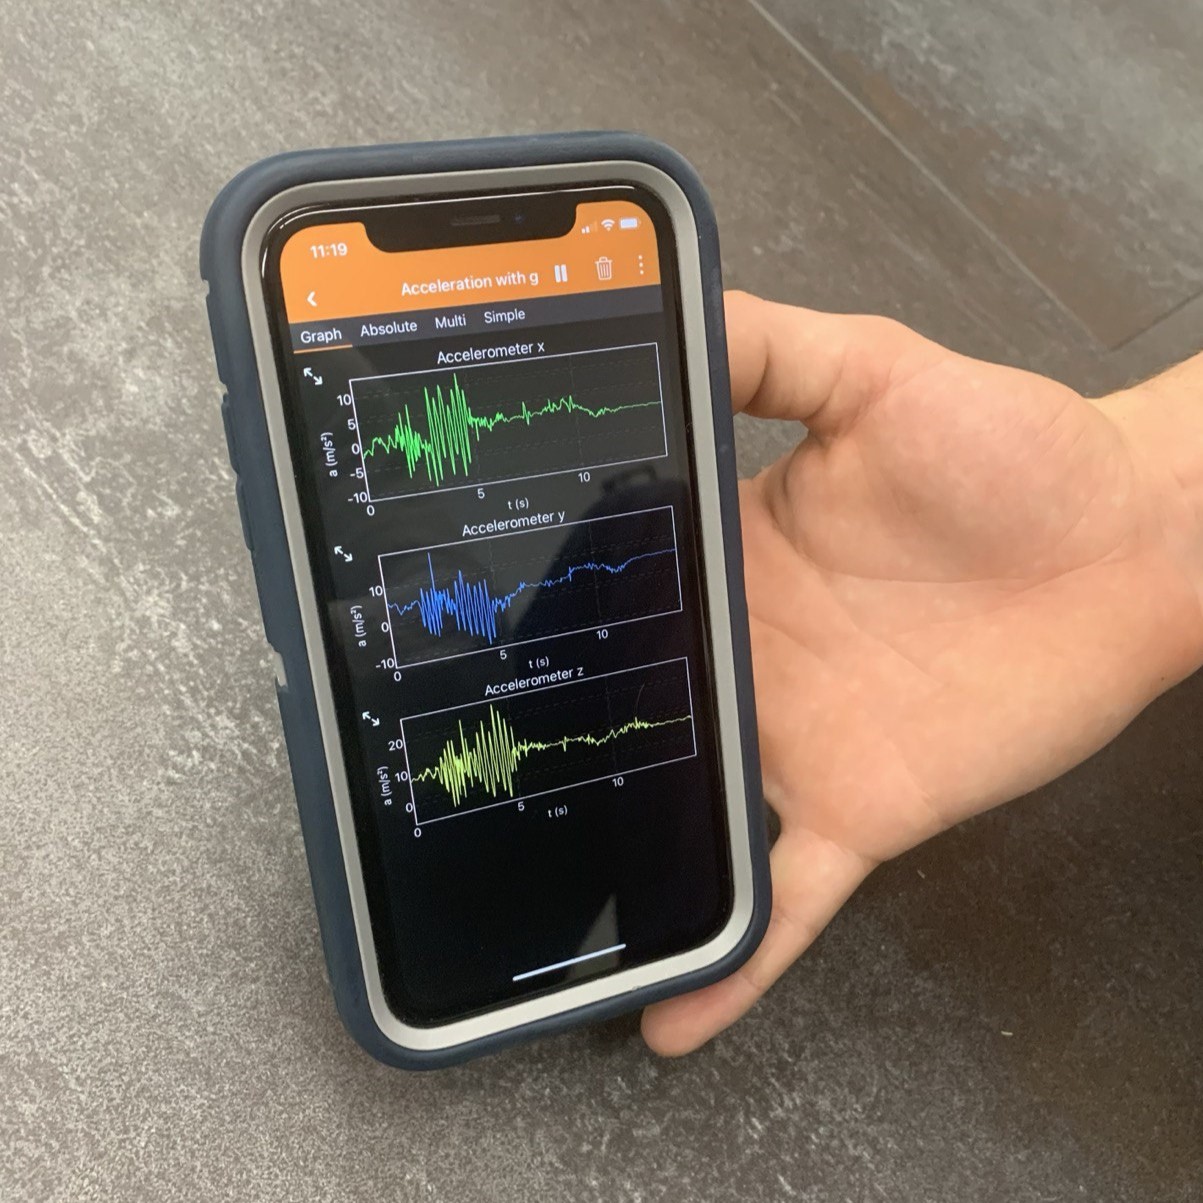 11:19
Acceleration with g
Graph Absolute Multi Simple
Accelerometer x
10
5
0
-5
-10
a (m/s²)
0 5 10
t (s)
Accelerometer y
10
0
-10
a (m/s²)
0 5 10
t (s)
Accelerometer z
20
10
0
a (m/s²)
0 5 10
t (s)